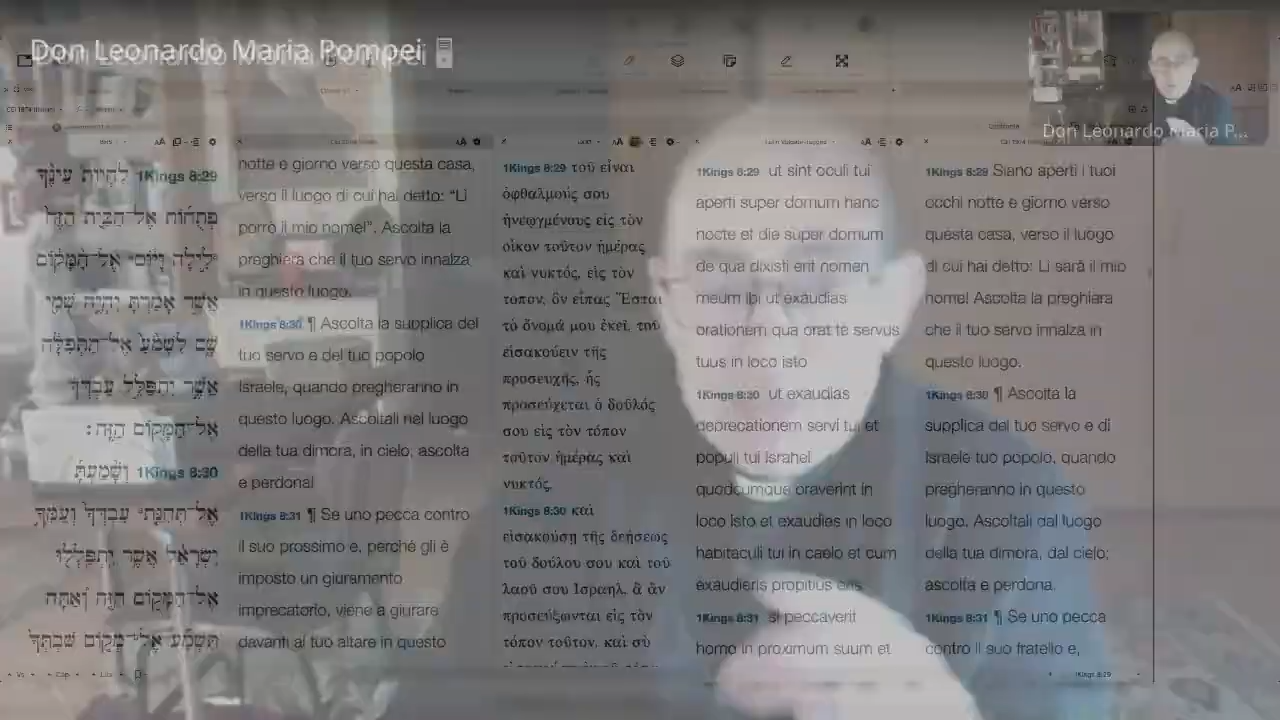 Don Leonardo Maria Pompei
Don Leonardo Maria P...
1Kings 8:29 לִהְיוֹת עֵינֶךָ
פְתֻחוֹת אֶל־הַבַּיִת הַזֶּה
לַיְלָה וָיוֹם אֶל־הַמָּקוֹם
אֲשֶׁר אָמַרְתָּ יִהְיֶה שְׁמִי
שָׁם לִשְׁמֹעַ אֶל־הַתְּפִלָּה
אֲשֶׁר יִתְפַּלֵּל עַבְדְּךָ
אֶל־הַמָּקוֹם הַזֶּה׃
1Kings 8:30 וְשָׁמַעְתָּ
אֶל־תְּחִנַּת עַבְדְּךָ וְעַמְּךָ
יִשְׂרָאֵל אֲשֶׁר יִתְפַּלְלוּ
אֶל־הַמָּקוֹם הַזֶּה וְאַתָּה
תִּשְׁמַע אֶל־מְקוֹם שִׁבְתְּךָ
notte e giorno verso questa casa,
verso il luogo di cui hai detto: “Lì
porrò il mio nome!”. Ascolta la
preghiera che il tuo servo innalza
in questo luogo.
1Kings 8:30 ¶ Ascolta la supplica del
tuo servo e del tuo popolo
Israele, quando pregheranno in
questo luogo. Ascoltali nel luogo
della tua dimora, in cielo; ascolta
e perdona!
1Kings 8:31 ¶ Se uno pecca contro
il suo prossimo e, perché gli è
imposto un giuramento
imprecatorio, viene a giurare
davanti al tuo altare in questo
1Kings 8:29 τοῦ εἶναι
ὀφθαλμούς σου
ἠνεῳγμένους εἰς τὸν
οἶκον τοῦτον ἡμέρας
καὶ νυκτός, εἰς τὸν
τόπον, ὃν εἶπας Ἔσται
τὸ ὄνομά μου ἐκεῖ, τοῦ
εἰσακούειν τῆς
προσευχῆς, ἧς
προσεύχεται ὁ δοῦλός
σου εἰς τὸν τόπον
τοῦτον ἡμέρας καὶ
νυκτός.
1Kings 8:30 καὶ
εἰσακούσῃ τῆς δεήσεως
τοῦ δούλου σου καὶ τοῦ
λαοῦ σου Ισραηλ, ἃ ἂν
προσεύξωνται εἰς τὸν
τόπον τοῦτον, καὶ σὺ
1Kings 8:29 ut sint oculi tui
aperti super domum hanc
nocte et die super domum
de qua dixisti erit nomen
meum ibi ut exaudias
orationem qua orat te servus
tuus in loco isto
1Kings 8:30 ut exaudias
deprecationem servi tui et
populi tui Israhel
quodcumque oraverint in
loco isto et exaudies in loco
habitaculi tui in caelo et cum
exaudieris propitius eris
1Kings 8:31 si peccaverit
homo in proximum suum et
1Kings 8:29 Siano aperti i tuoi
occhi notte e giorno verso
questa casa, verso il luogo
di cui hai detto: Lì sarà il mio
nome! Ascolta la preghiara
che il tuo servo innalza in
questo luogo.
1Kings 8:30 ¶ Ascolta la
supplica del tuo servo e di
Israele tuo popolo, quando
pregheranno in questo
luogo. Ascoltali dal luogo
della tua dimora, dal cielo;
ascolta e perdona.
1Kings 8:31 ¶ Se uno pecca
contro il suo fratello e,
1Kings 8:29